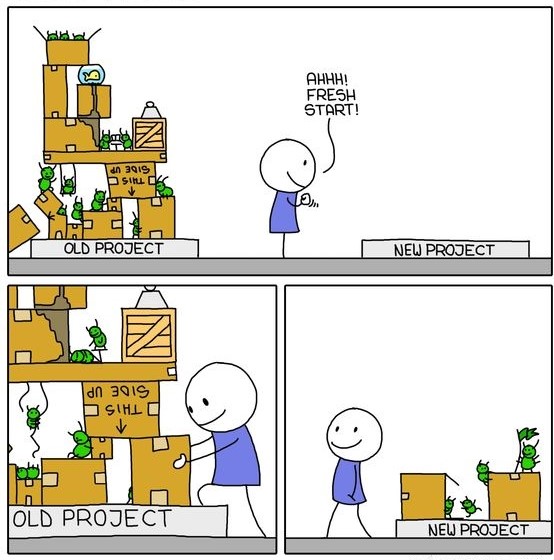 AHHH!
FRESH
START!
THIS
SIDE UP
OLD PROJECT
NEW PROJECT
THIS
SIDE UP
OLD PROJECT
NEW PROJECT